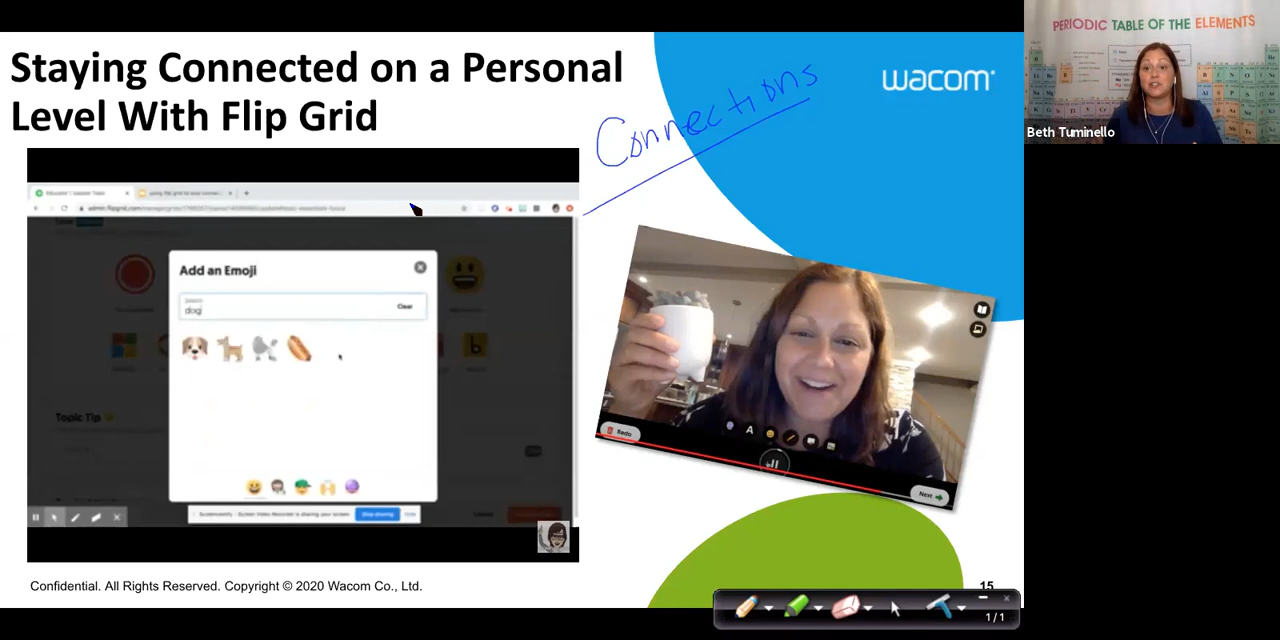 Staying Connected on a Personal
Level With Flip Grid
Connections
wacom
PERIODIC TABLE OF THE ELEMENTS
Beth Tuminello
Add an Emoji
Search
dog
Clear
Topic Tip
Stop sharing
Hide
Redo
A
Next
Confidential. All Rights Reserved. Copyright © 2020 Wacom Co., Ltd.
15
1/1